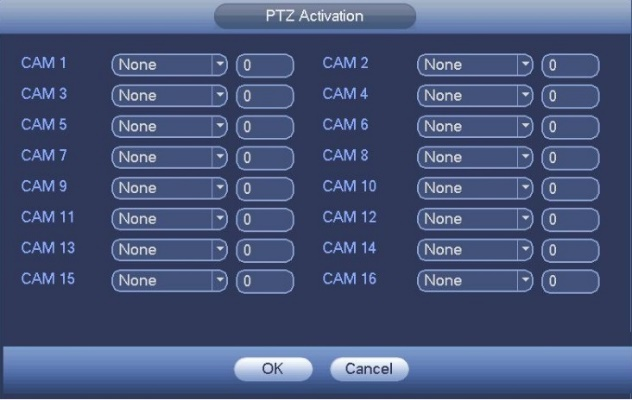 PTZ Activation
CAM 1 None 0 CAM 2 None 0
CAM 3 None 0 CAM 4 None 0
CAM 5 None 0 CAM 6 None 0
CAM 7 None 0 CAM 8 None 0
CAM 9 None 0 CAM 10 None 0
CAM 11 None 0 CAM 12 None 0
CAM 13 None 0 CAM 14 None 0
CAM 15 None 0 CAM 16 None 0
OK Cancel